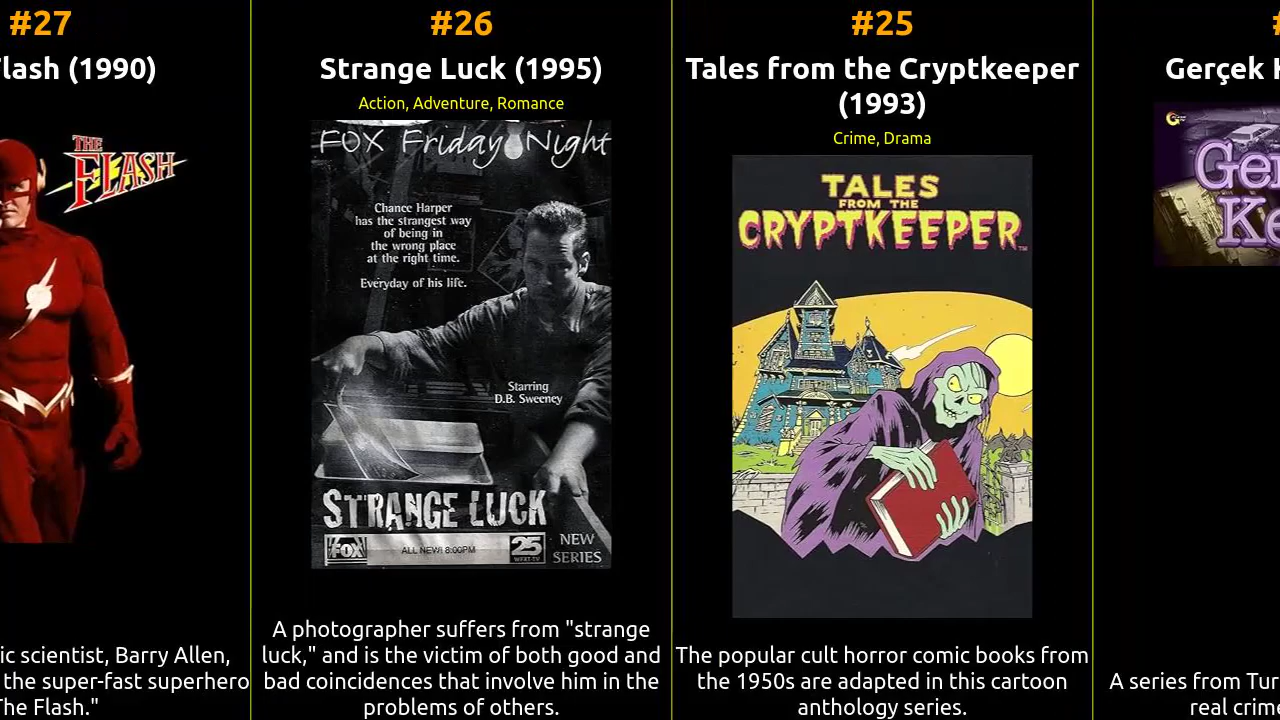 #27
Flash (1990)
THE
FLASH
ic scientist, Barry Allen,
the super-fast superhero
The Flash."
#26
Strange Luck (1995)
Action, Adventure, Romance
FOX Friday Night
Chance Harper
has the strangest way
of being in
the wrong place
at the right time.
Everyday of his life.
Starring
D.B. Sweeney
STRANGE LUCK
FOX
ALL NEW! 8:00PM
25
WFXT-TV
NEW
SERIES
A photographer suffers from "strange
luck," and is the victim of both good and
bad coincidences that involve him in the
problems of others.
#25
Tales from the Cryptkeeper
(1993)
Crime, Drama
TALES
FROM THE
CRYPTKEEPER™
The popular cult horror comic books from
the 1950s are adapted in this cartoon
anthology series.
Gerçek
Ger
Ke
A series from Tur
real crime